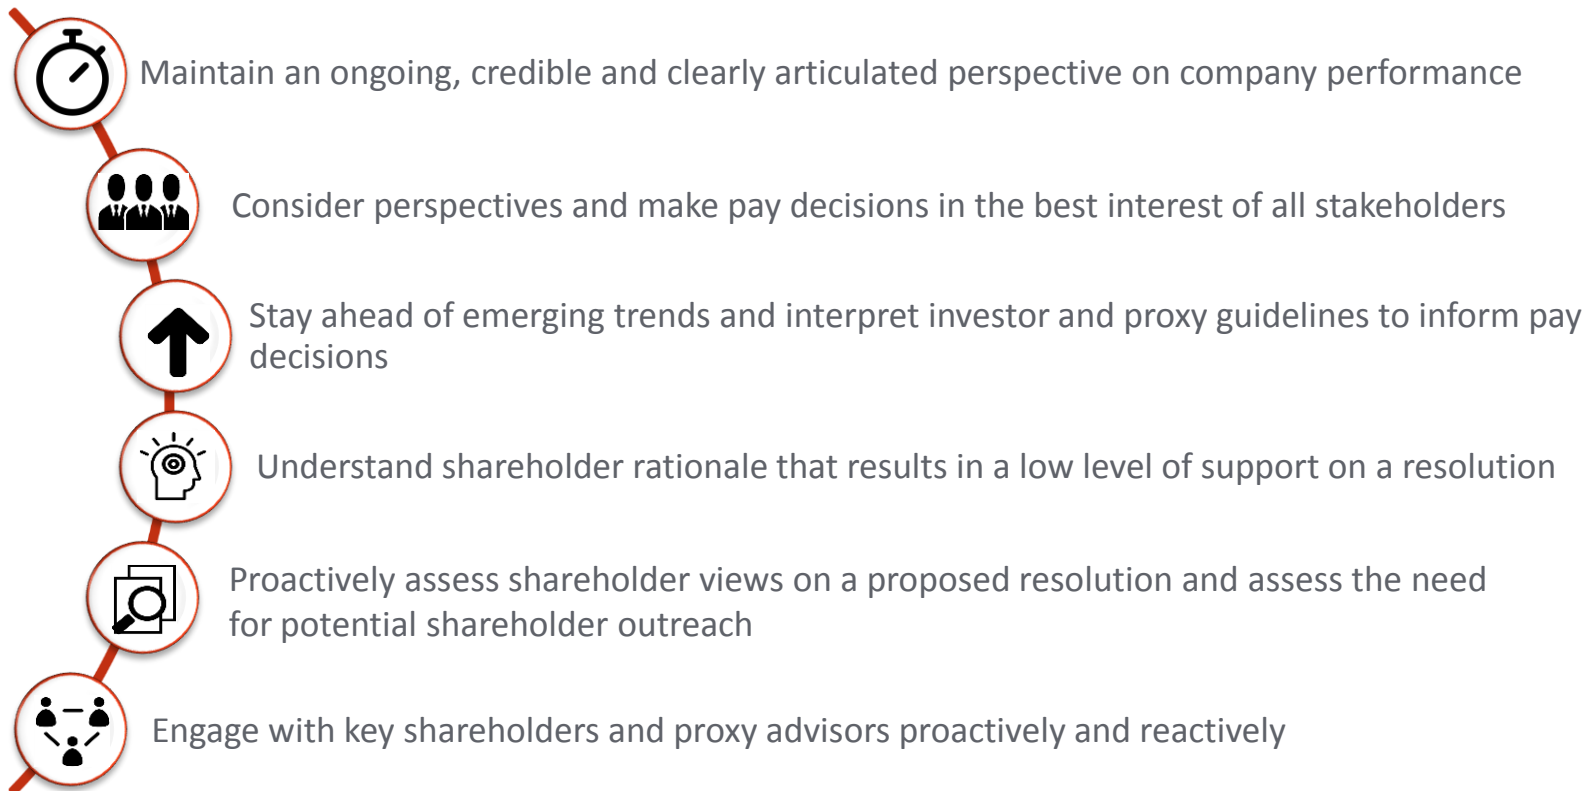 Maintain an ongoing, credible and clearly articulated perspective on company performance
Consider perspectives and make pay decisions in the best interest of all stakeholders
Stay ahead of emerging trends and interpret investor and proxy guidelines to inform pay
decisions
Understand shareholder rationale that results in a low level of support on a resolution
Proactively assess shareholder views on a proposed resolution and assess the need
for potential shareholder outreach
Engage with key shareholders and proxy advisors proactively and reactively